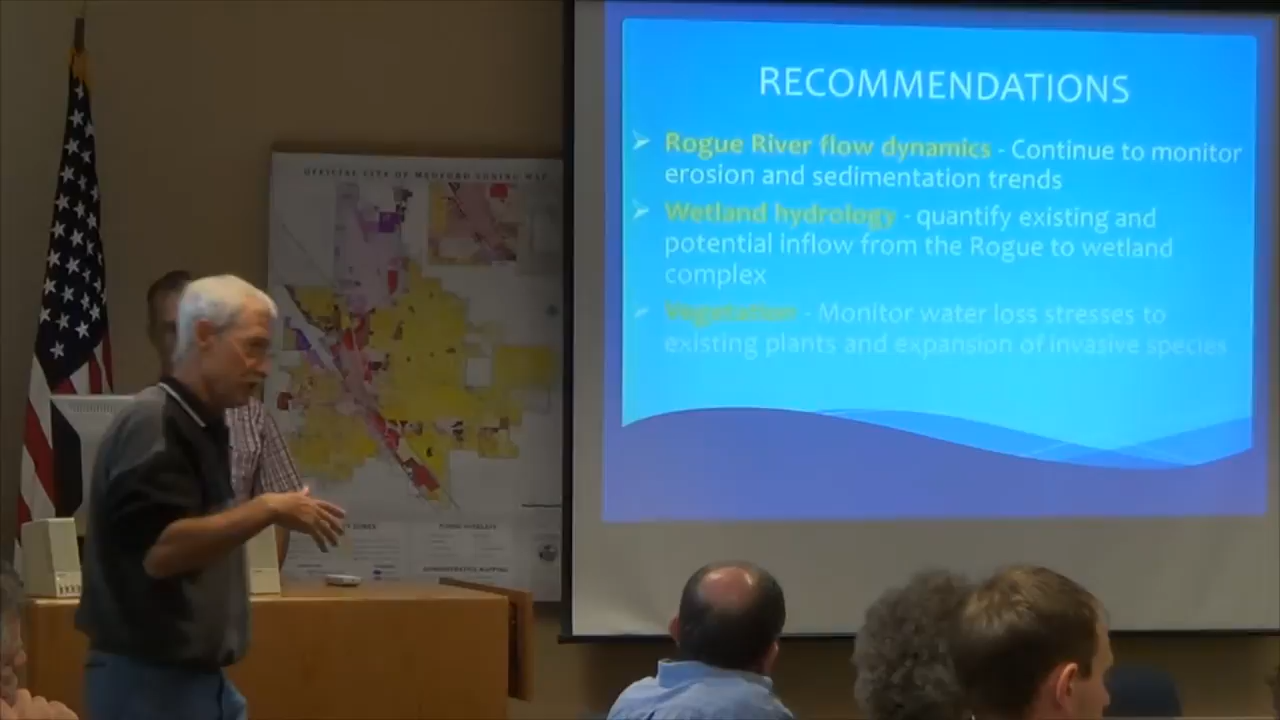 OFFICIAL CITY OF MEDFORD ZONING MAP
RECOMMENDATIONS
➢ Rogue River flow dynamics - Continue to monitor
erosion and sedimentation trends
➢ Wetland hydrology - quantify existing and
potential inflow from the Rogue to wetland
complex
➢ Vegetation - Monitor water loss stresses to
existing plants and expansion of invasive species